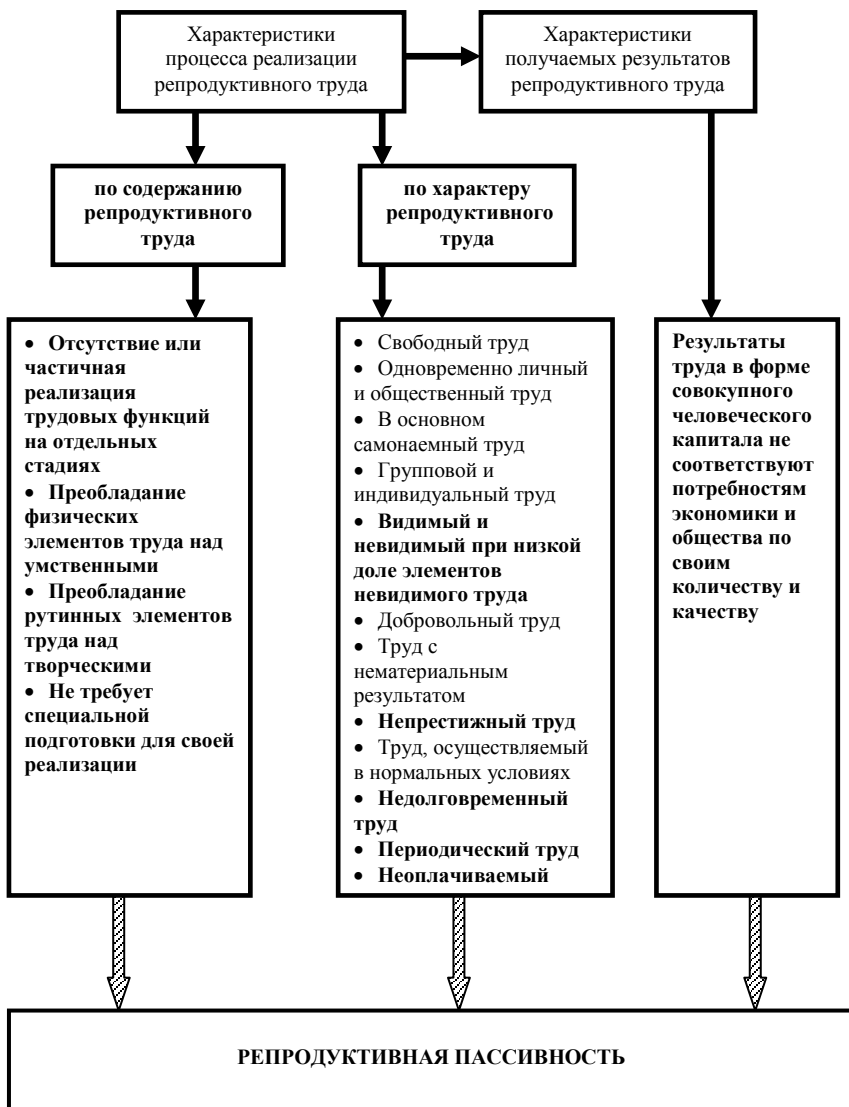 Характеристики
процесса реализации
репродуктивного труда
Характеристики
получаемых результатов
репродуктивного труда
по содержанию
репродуктивного
труда
по характеру
репродуктивного
труда
• Отсутствие или
частичная
реализация
трудовых функций
на отдельных
стадиях
• Преобладание
физических
элементов труда над
умственными
• Преобладание
рутинных элементов
труда над
творческими
• Не требует
специальной
подготовки для своей
реализации
• Свободный труд
• Одновременно личный
и общественный труд
• В основном
самонаемный труд
• Групповой и
индивидуальный труд
• Видимый и
невидимый при низкой
доле элементов
невидимого труда
• Добровольный труд
• Труд с
нематериальным
результатом
• Непрестижный труд
• Труд, осуществляемый
в нормальных условиях
• Недолговременный
труд
• Периодический труд
• Неоплачиваемый
Результаты
труда в форме
совокупного
человеческого
капитала не
соответствуют
потребностям
экономики и
общества по
своим
количеству и
качеству
РЕПРОДУКТИВНАЯ ПАССИВНОСТЬ